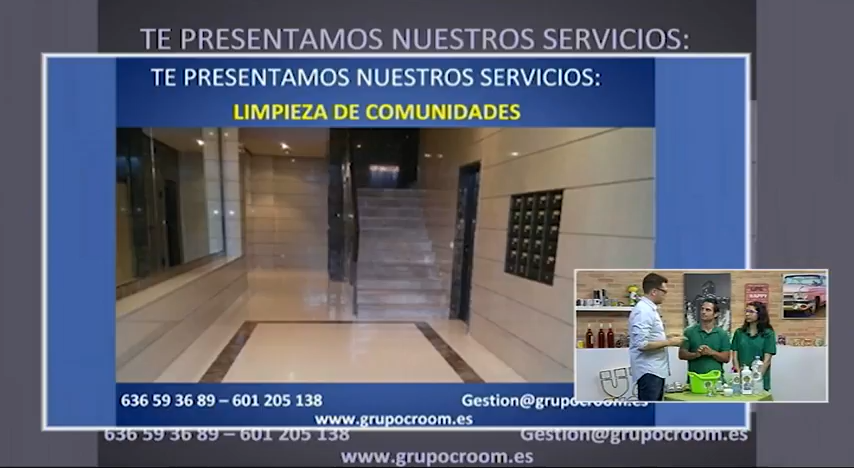 TE PRESENTAMOS NUESTROS SERVICIOS:
TE PRESENTAMOS NUESTROS SERVICIOS:
LIMPIEZA DE COMUNIDADES
HAPPY
636 59 36 89 – 601 205 138
Gestion@grupocroom.es
www.grupocroom.es
636 59 36 89 – 601 205 138
Gestion@grupocroom.es
www.grupocroom.es